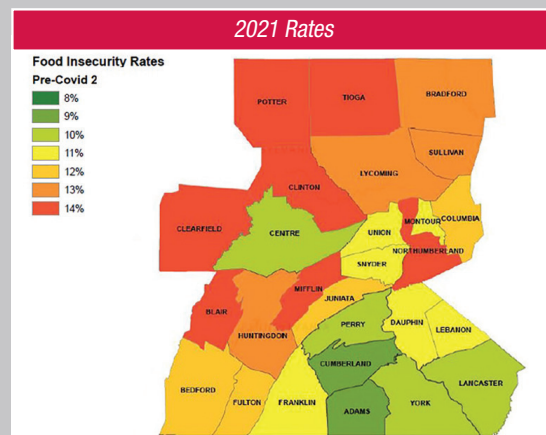 2021 Rates
Food Insecurity Rates
Pre-Covid 2
8%
9%
10%
11%
12%
13%
14%
POTTER
TIOGA
BRADFORD
SULLIVAN
LYCOMING
CLINTON
CLEARFIELD
CENTRE
UNION
MONTOUR
COLUMBIA
NORTHUMBERLAND
SNYDER
MIFFLIN
JUNIATA
BLAIR
HUNTINGDON
PERRY
DAUPHIN
LEBANON
CUMBERLAND
BEDFORD
FULTON
FRANKLIN
ADAMS
YORK
LANCASTER